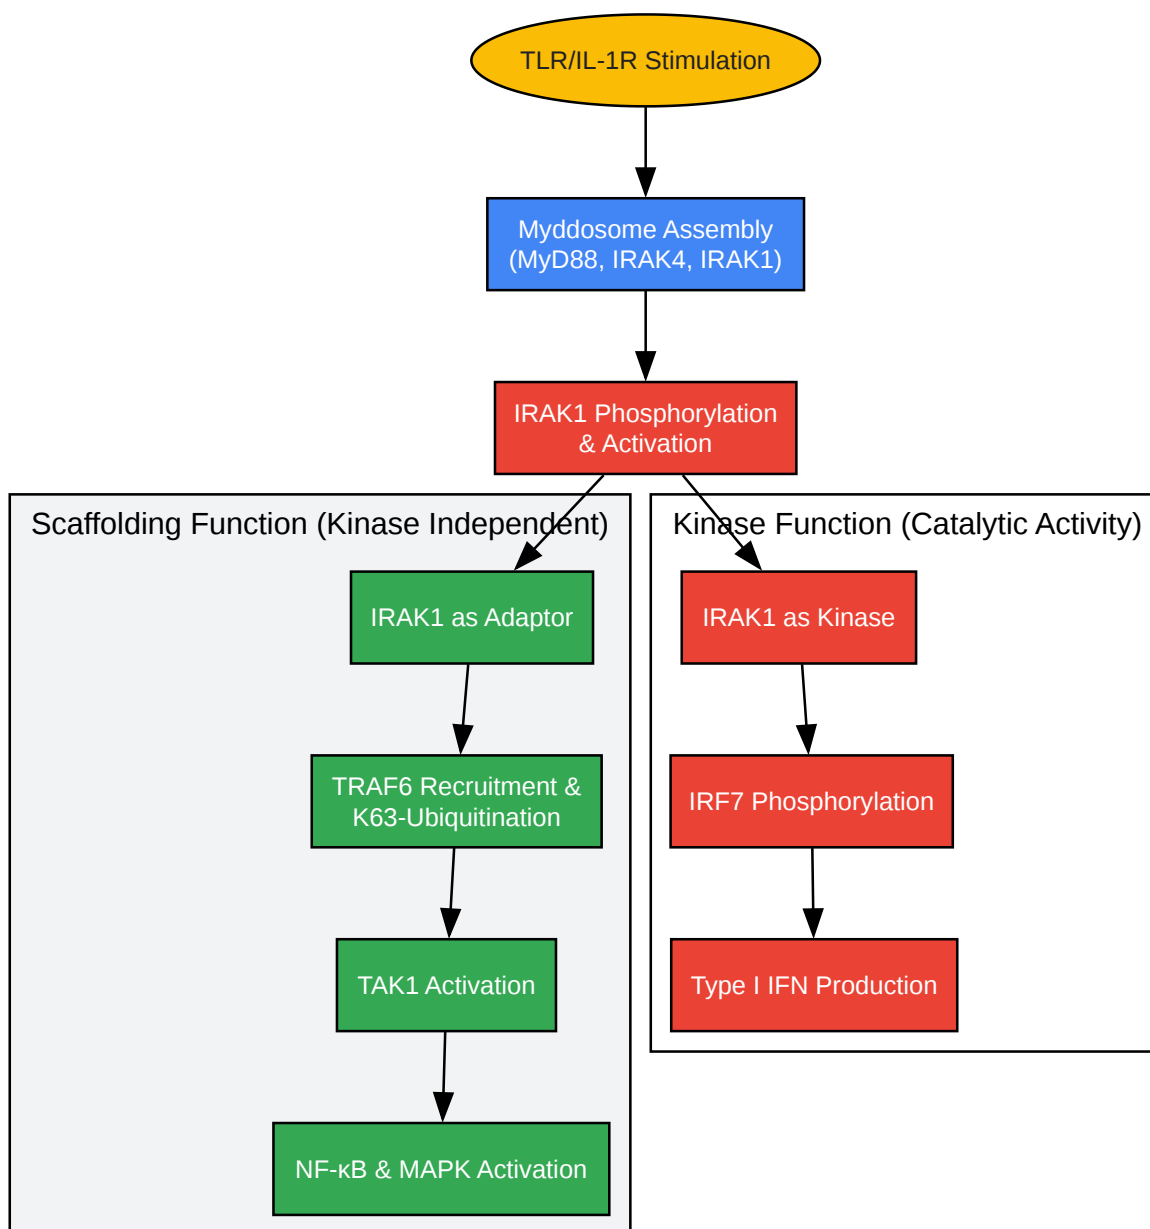 TLR/IL-1R Stimulation
Myddosome Assembly
(MyD88, IRAK4, IRAK1)
IRAK1 Phosphorylation
& Activation
Scaffolding Function (Kinase Independent)
IRAK1 as Adaptor
TRAF6 Recruitment &
K63-Ubiquitination
TAK1 Activation
NF-κB & MAPK Activation
Kinase Function (Catalytic Activity)
IRAK1 as Kinase
IRF7 Phosphorylation
Type I IFN Production